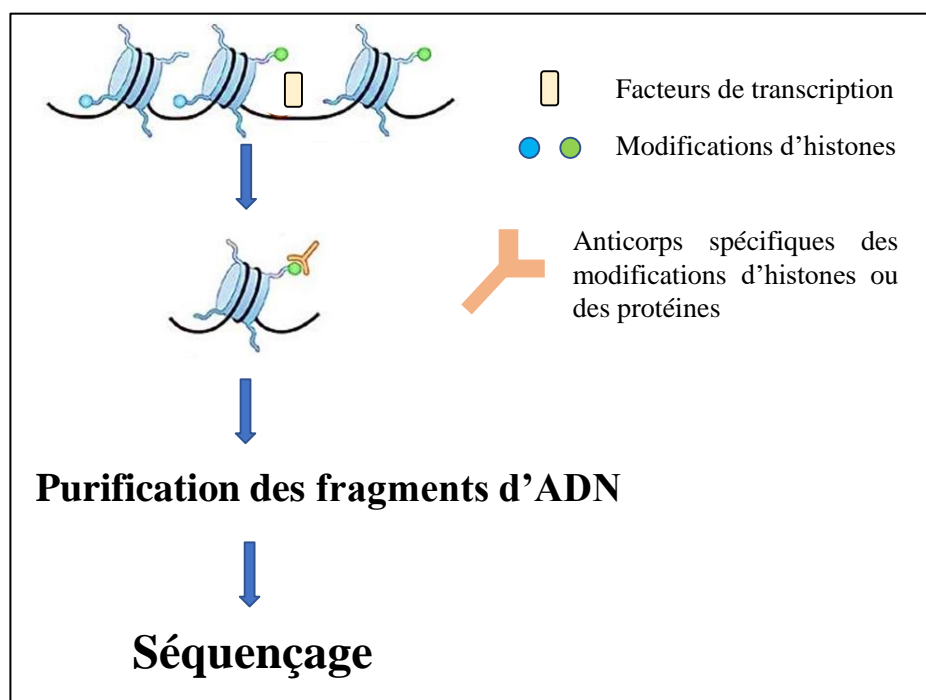 Facteurs de transcription
Modifications d’histones
Anticorps spécifiques des
modifications d’histones ou
des protéines
Purification des fragments d’ADN
Séquençage